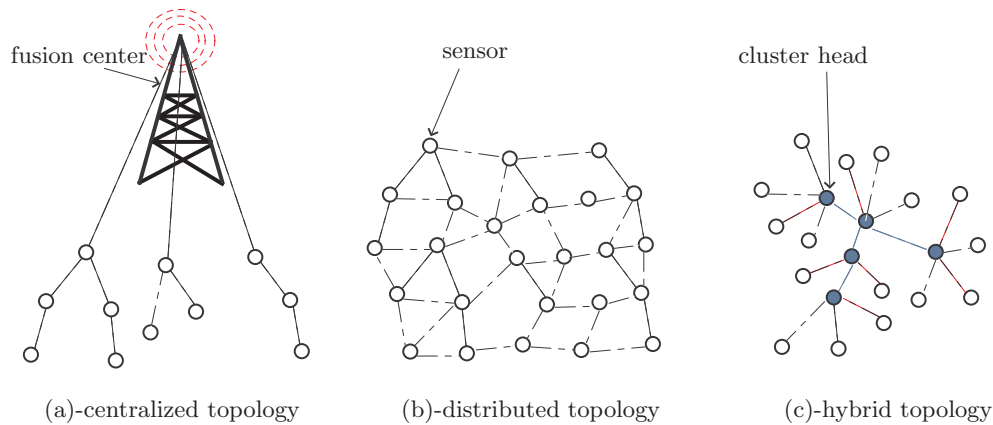 fusion center
sensor
cluster head
(a)-centralized topology
(b)-distributed topology
(c)-hybrid topology